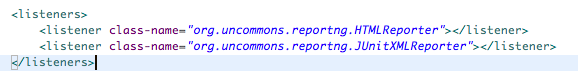 <listeners>
<listener class-name="org.uncommons.reportng.HTMLReporter"></listener>
<listener class-name="org.uncommons.reportng.JUnitXMLReporter"></listener>
</listeners>